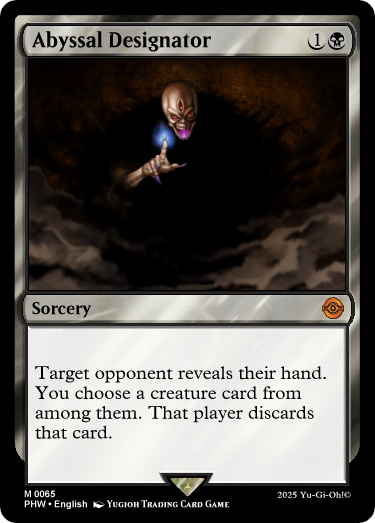 Abyssal Designator 1
Sorcery
Target opponent reveals their hand.
You choose a creature card from
among them. That player discards
that card.
M 0065
PHW • English YUGIOH TRADING CARD GAME
2025 Yu-Gi-Oh!©